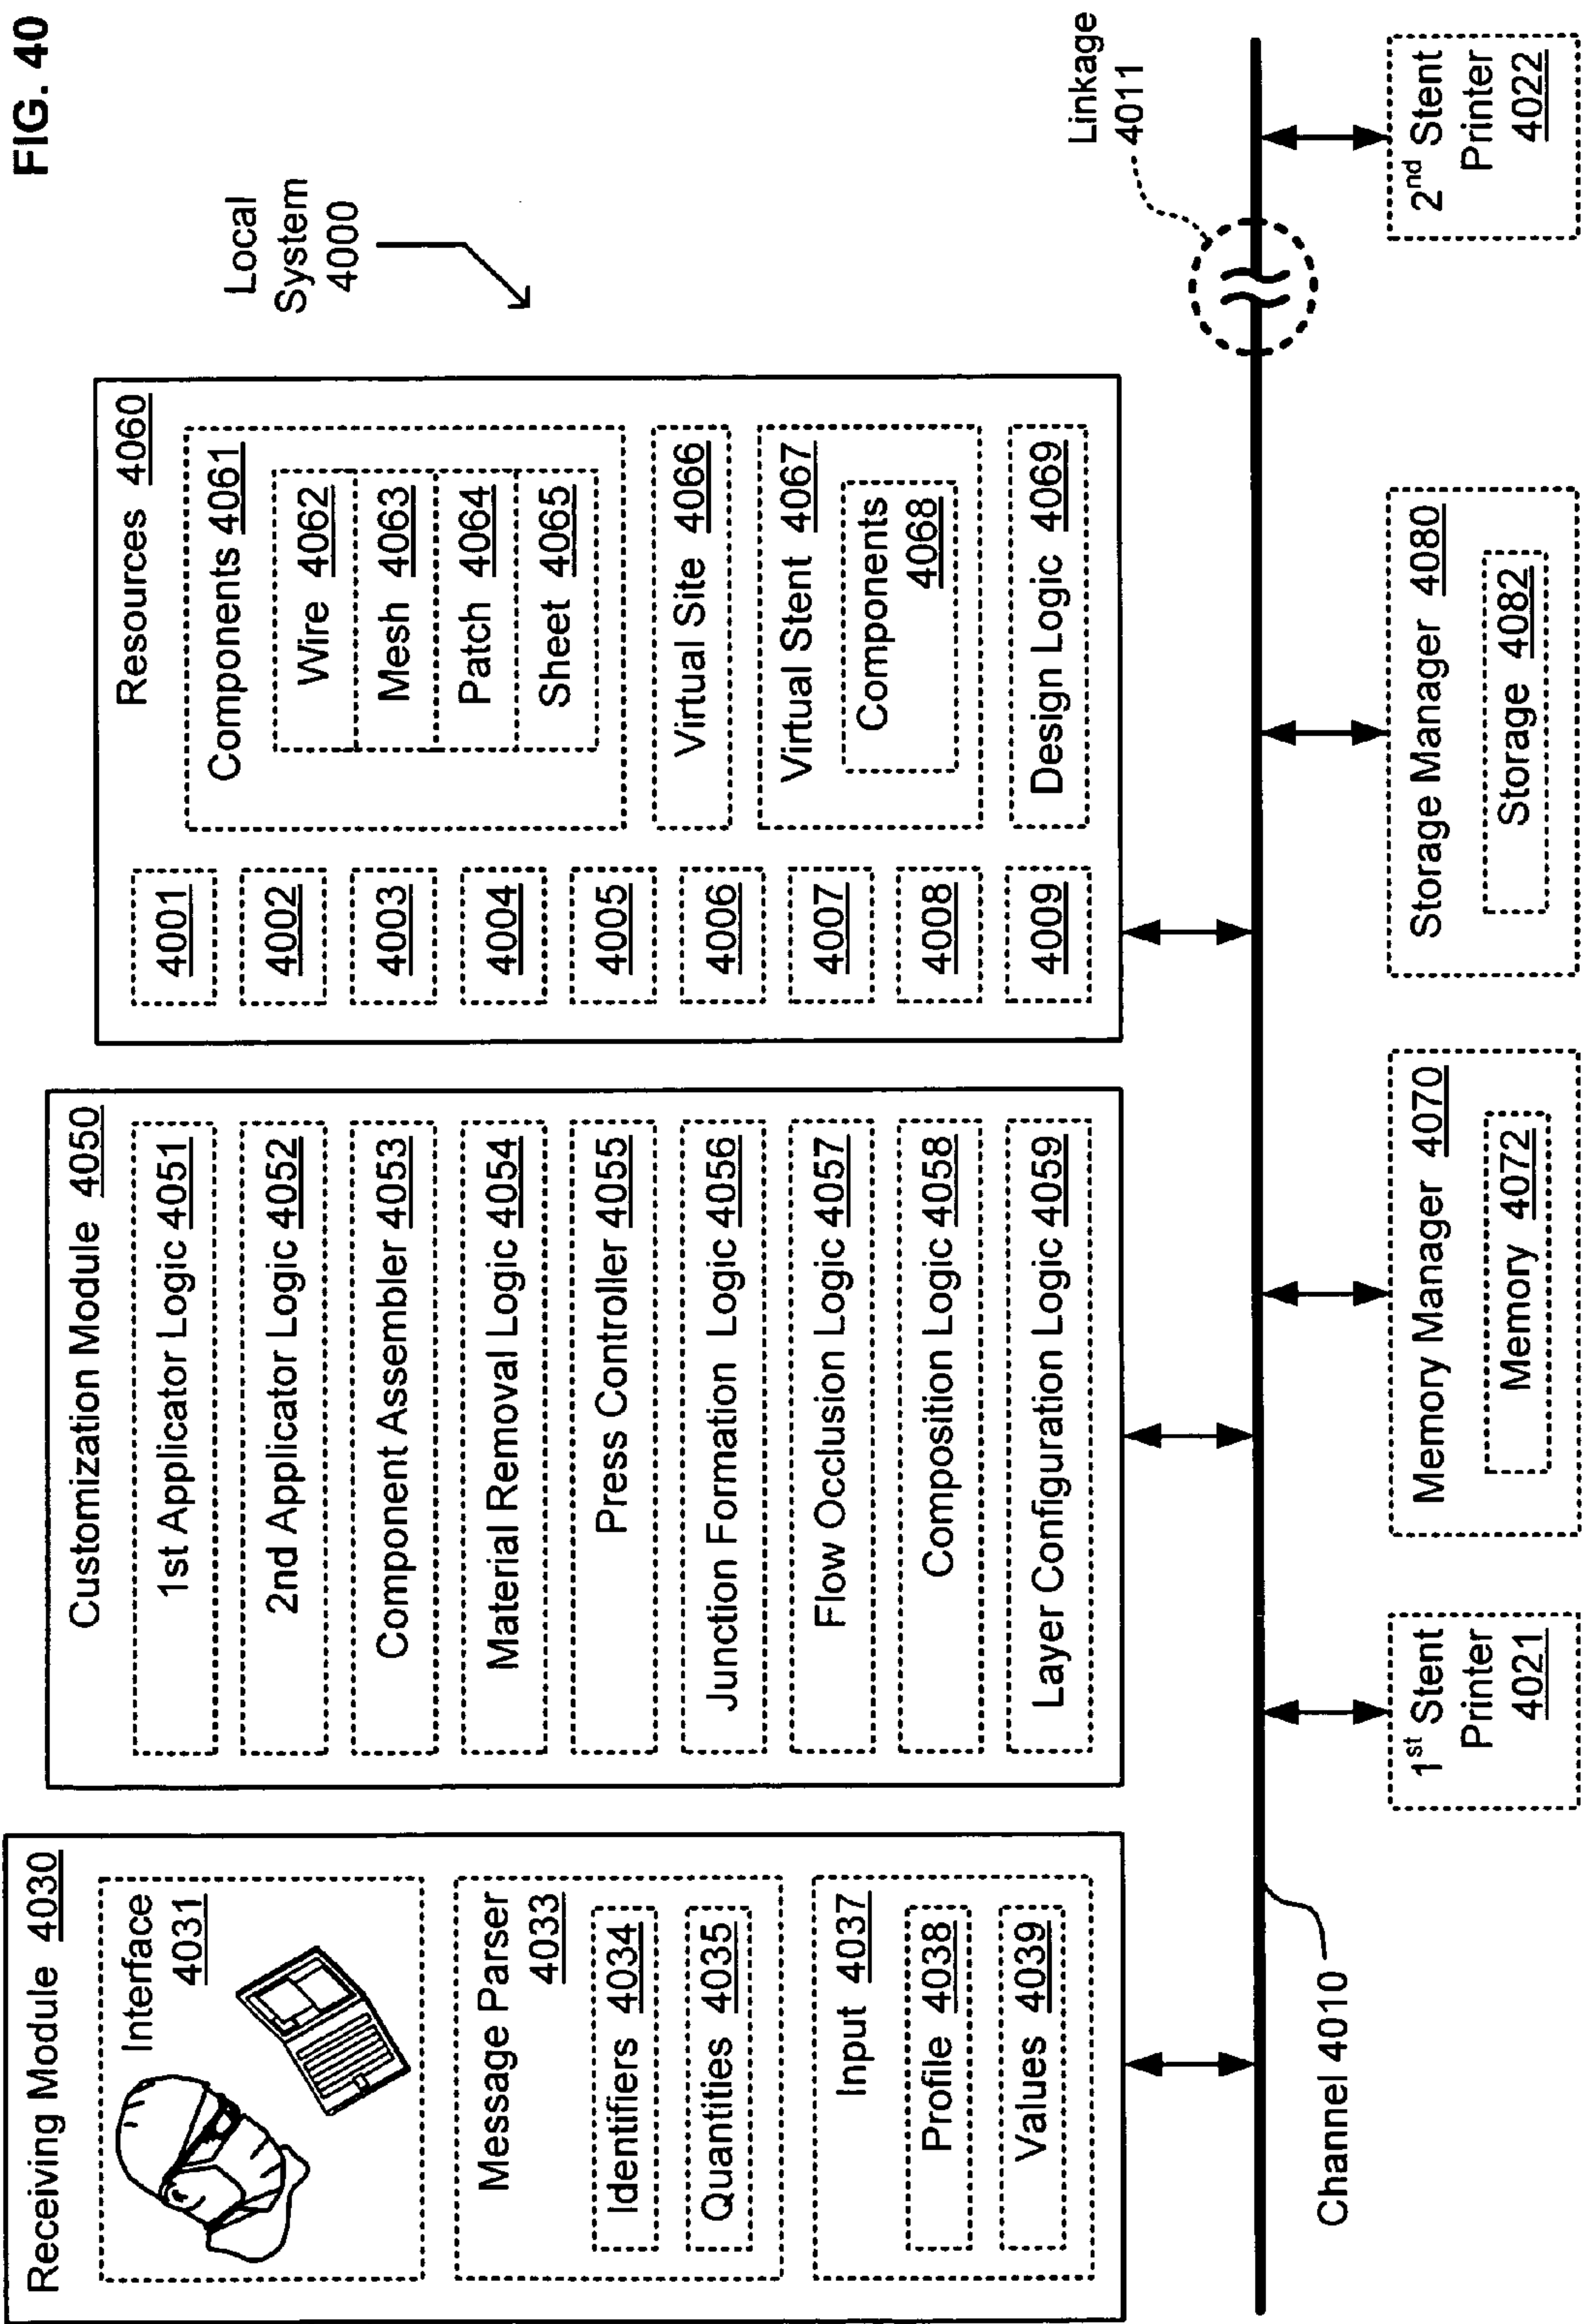 FIG. 40
Local
System
4000
Receiving Module 4030
Interface
4031
Message Parser
4033
Identifiers 4034
Quantities 4035
Input 4037
Profile 4038
Values 4039
Customization Module 4050
1st Applicator Logic 4051
2nd Applicator Logic 4052
Component Assembler 4053
Material Removal Logic 4054
Press Controller 4055
Junction Formation Logic 4056
Flow Occlusion Logic 4057
Composition Logic 4058
Layer Configuration Logic 4059
Resources 4060
4001
4002
4003
4004
4005
4006
4007
4008
4009
Components 4061
Wire 4062
Mesh 4063
Patch 4064
Sheet 4065
Virtual Site 4066
Virtual Stent 4067
Components
4068
Design Logic 4069
Linkage
4011
Channel 4010
1st Stent
Printer
4021
Memory Manager 4070
Memory 4072
Storage Manager 4080
Storage 4082
2nd Stent
Printer
4022